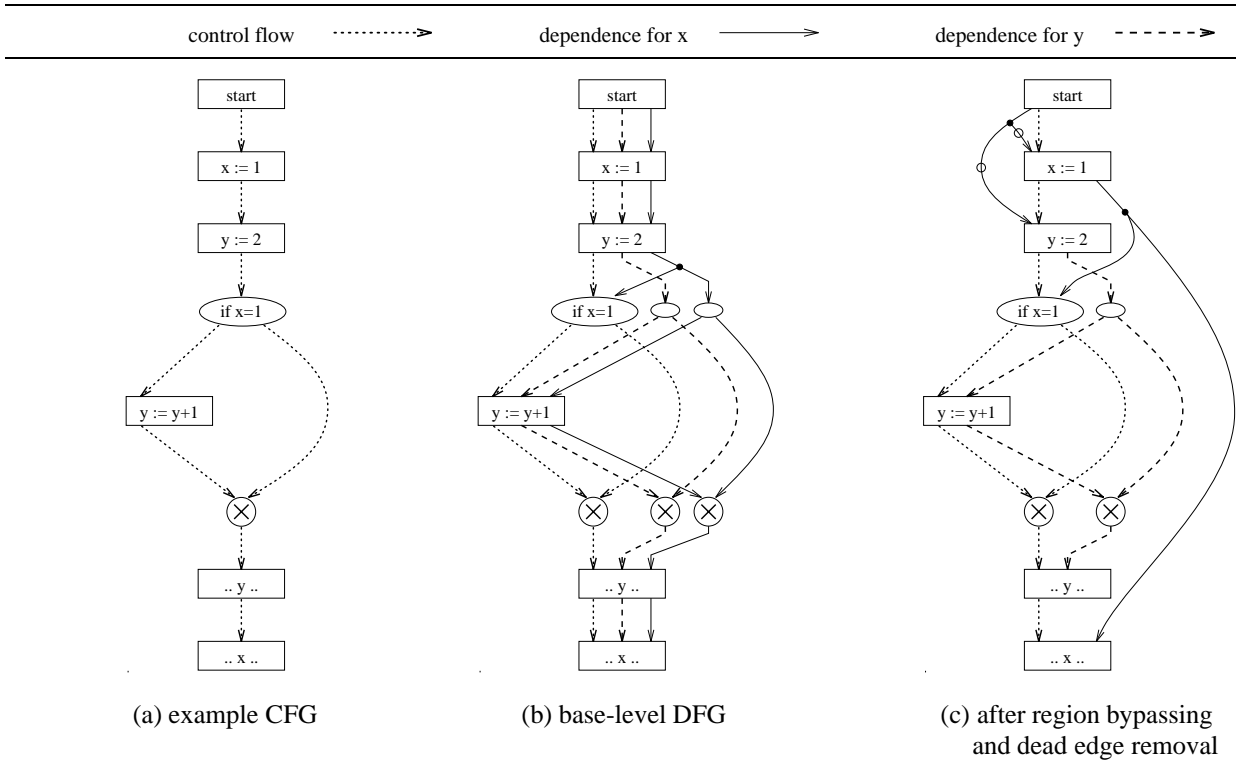 control flow
dependence for x
dependence for y
start
x := 1
y := 2
if x=1
y := y+1
.. y ..
.. x ..
(a) example CFG
start
x := 1
y := 2
if x=1
y := y+1
.. y ..
.. x ..
(b) base-level DFG
start
x := 1
y := 2
if x=1
y := y+1
.. y ..
.. x ..
(c) after region bypassing
and dead edge removal